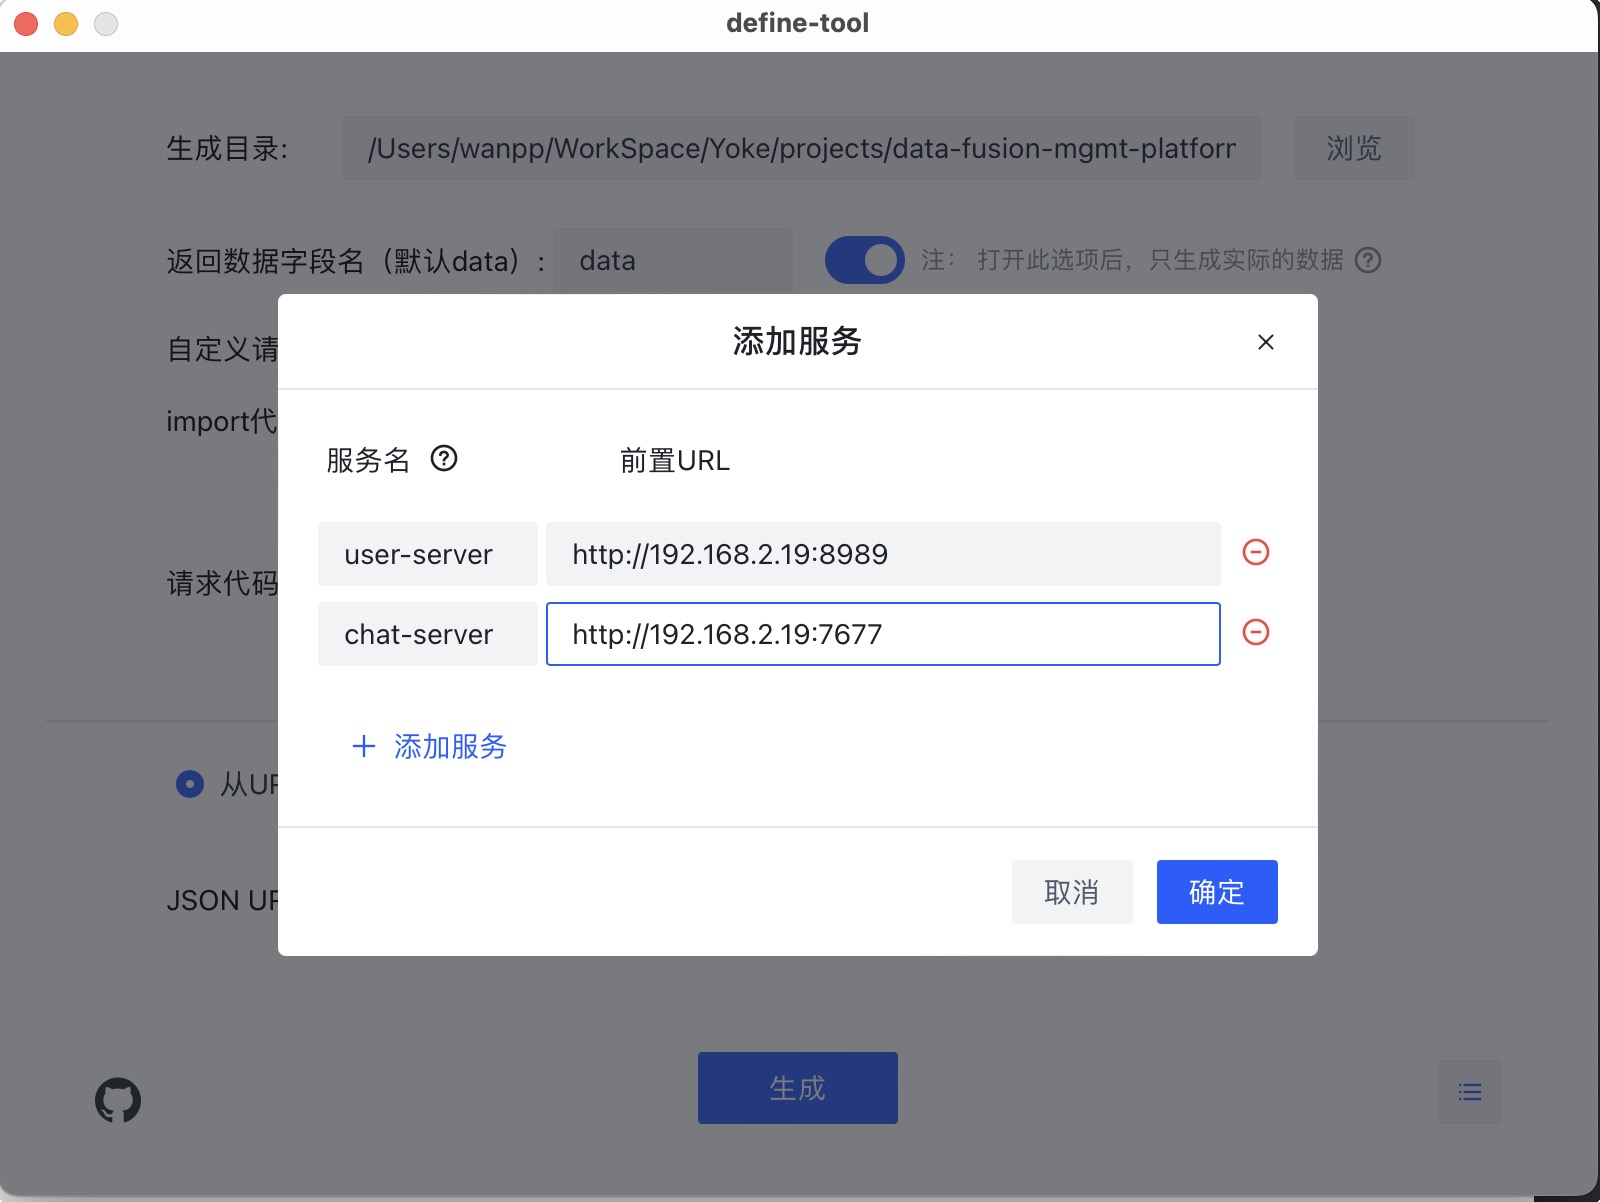 define-tool
生成目录:
/Users/wanpp/WorkSpace/Yoke/projects/data-fusion-mgmt-platforr
浏览
返回数据字段名（默认data）:
data
注： 打开此选项后，只生成实际的数据
自定义请
import代
请求代码
添加服务
服务名
前置URL
user-server
http://192.168.2.19:8989
chat-server
http://192.168.2.19:7677
添加服务
取消
确定
从UR
JSON UR
生成